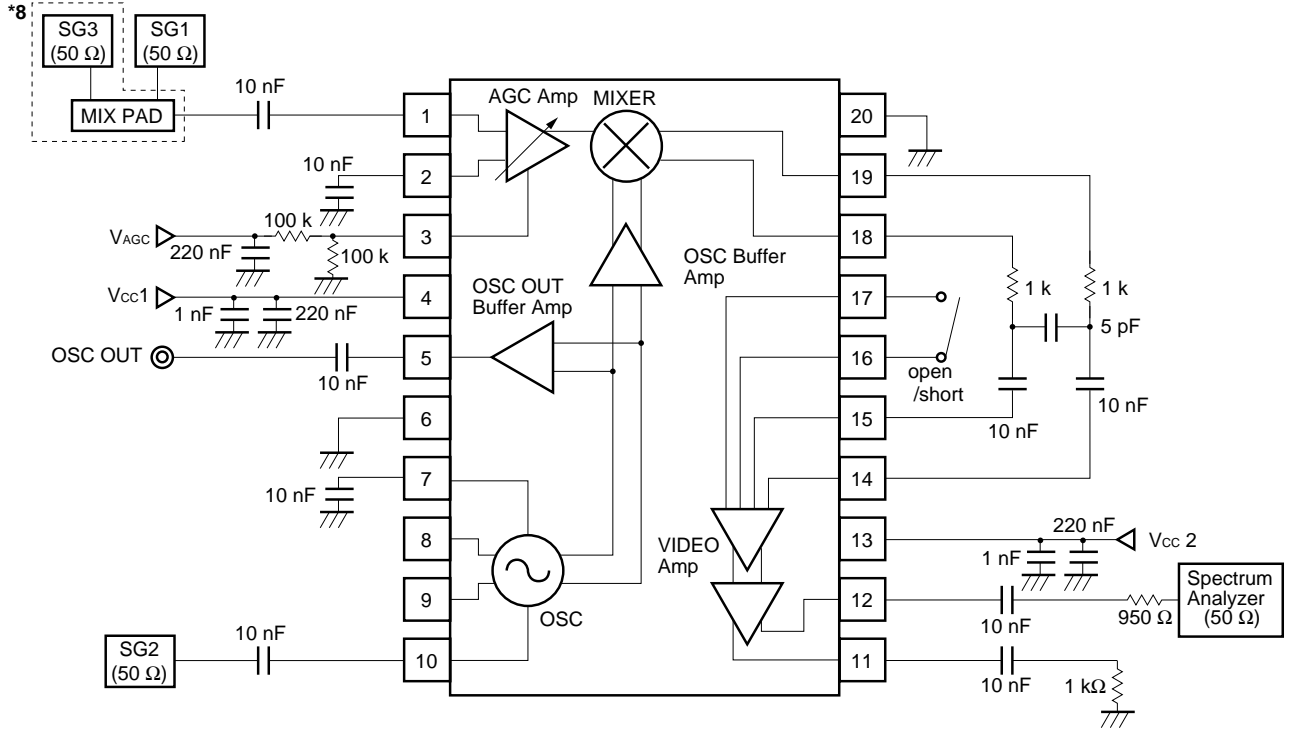 *8
SG3
(50 Ω)
SG1
(50 Ω)
MIX PAD
10 nF
1
AGC Amp
MIXER
20
10 nF
2
19
VAGC
220 nF
100 k
100 k
3
OSC Buffer
Amp
18
VCC1
1 nF
220 nF
4
OSC OUT
Buffer Amp
17
1 k
1 k
5 pF
OSC OUT
10 nF
5
16
open
/short
10 nF
10 nF
6
15
10 nF
7
14
8
VIDEO
Amp
13
1 nF
220 nF
VCC 2
9
OSC
12
10 nF
950 Ω
Spectrum
Analyzer
(50 Ω)
SG2
(50 Ω)
10 nF
10
11
10 nF
1 kΩ